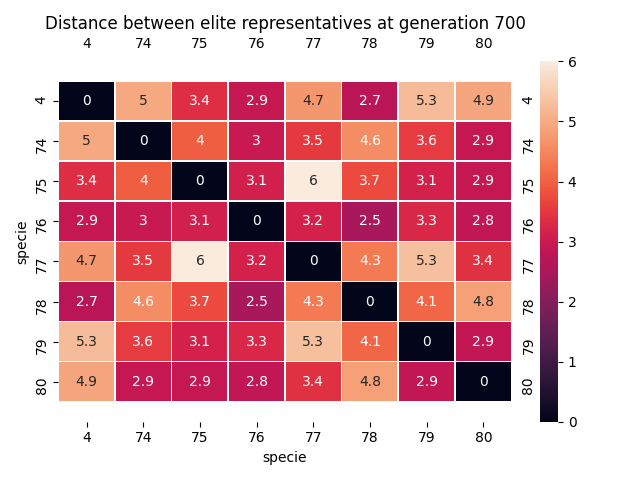 Distance between elite representatives at generation 700
4 74 75 76 77 78 79 80
6
4 0 5 3.4 2.9 4.7 2.7 5.3 4.9 4
5
74 5 0 4 3 3.5 4.6 3.6 2.9 74
75 3.4 4 0 3.1 6 3.7 3.1 2.9 75
4
76 2.9 3 3.1 0 3.2 2.5 3.3 2.8 76
3
specie
77 4.7 3.5 6 3.2 0 4.3 5.3 3.4 77
2
78 2.7 4.6 3.7 2.5 4.3 0 4.1 4.8 78
79 5.3 3.6 3.1 3.3 5.3 4.1 0 2.9 79
1
80 4.9 2.9 2.9 2.8 3.4 4.8 2.9 0 80
0
4 74 75 76 77 78 79 80
specie